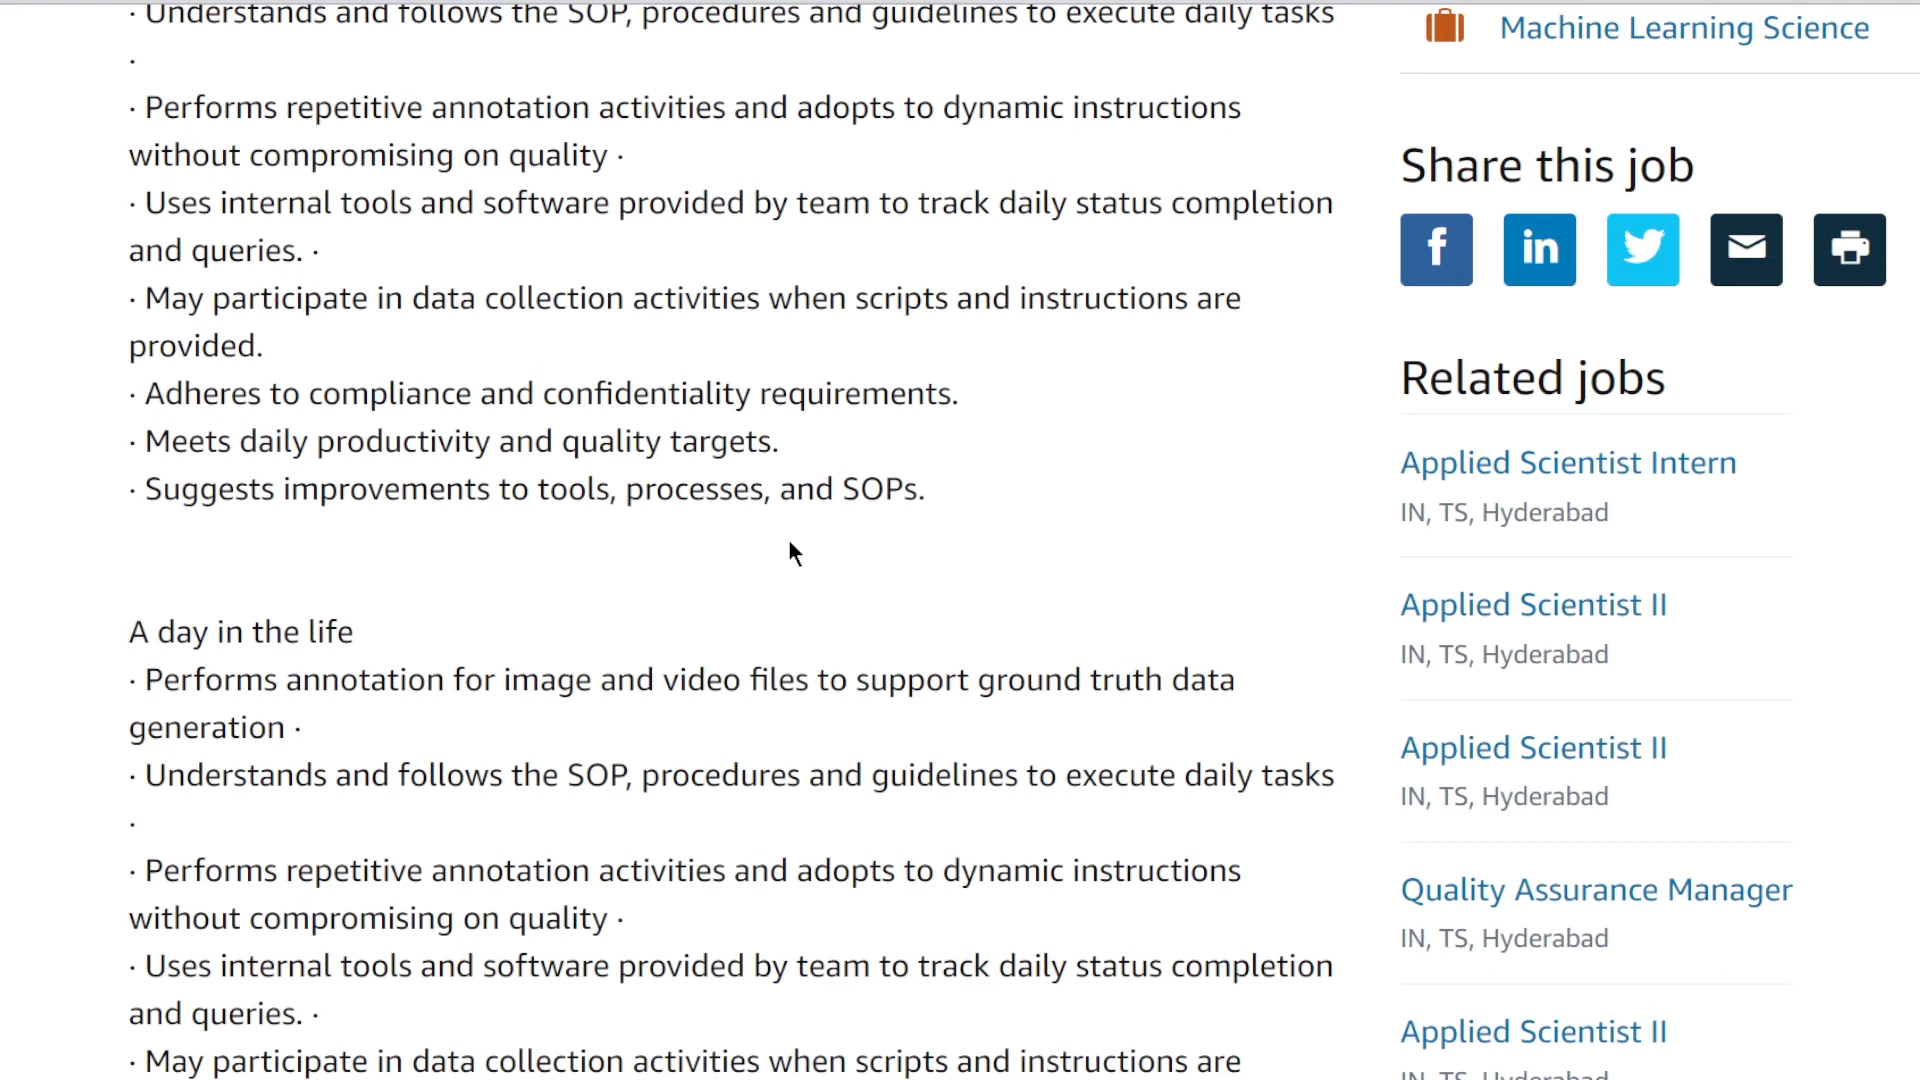 · Understands and follows the SOP, procedures and guidelines to execute daily tasks
·
· Performs repetitive annotation activities and adopts to dynamic instructions
without compromising on quality ·
· Uses internal tools and software provided by team to track daily status completion
and queries. ·
· May participate in data collection activities when scripts and instructions are
provided.
· Adheres to compliance and confidentiality requirements.
· Meets daily productivity and quality targets.
· Suggests improvements to tools, processes, and SOPs.
A day in the life
· Performs annotation for image and video files to support ground truth data
generation ·
· Understands and follows the SOP, procedures and guidelines to execute daily tasks
·
· Performs repetitive annotation activities and adopts to dynamic instructions
without compromising on quality ·
· Uses internal tools and software provided by team to track daily status completion
and queries. ·
· May participate in data collection activities when scripts and instructions are
Machine Learning Science
Share this job
f
in
Related jobs
Applied Scientist Intern
IN, TS, Hyderabad
Applied Scientist II
IN, TS, Hyderabad
Applied Scientist II
IN, TS, Hyderabad
Quality Assurance Manager
IN, TS, Hyderabad
Applied Scientist II
IN, TS, Hyderabad